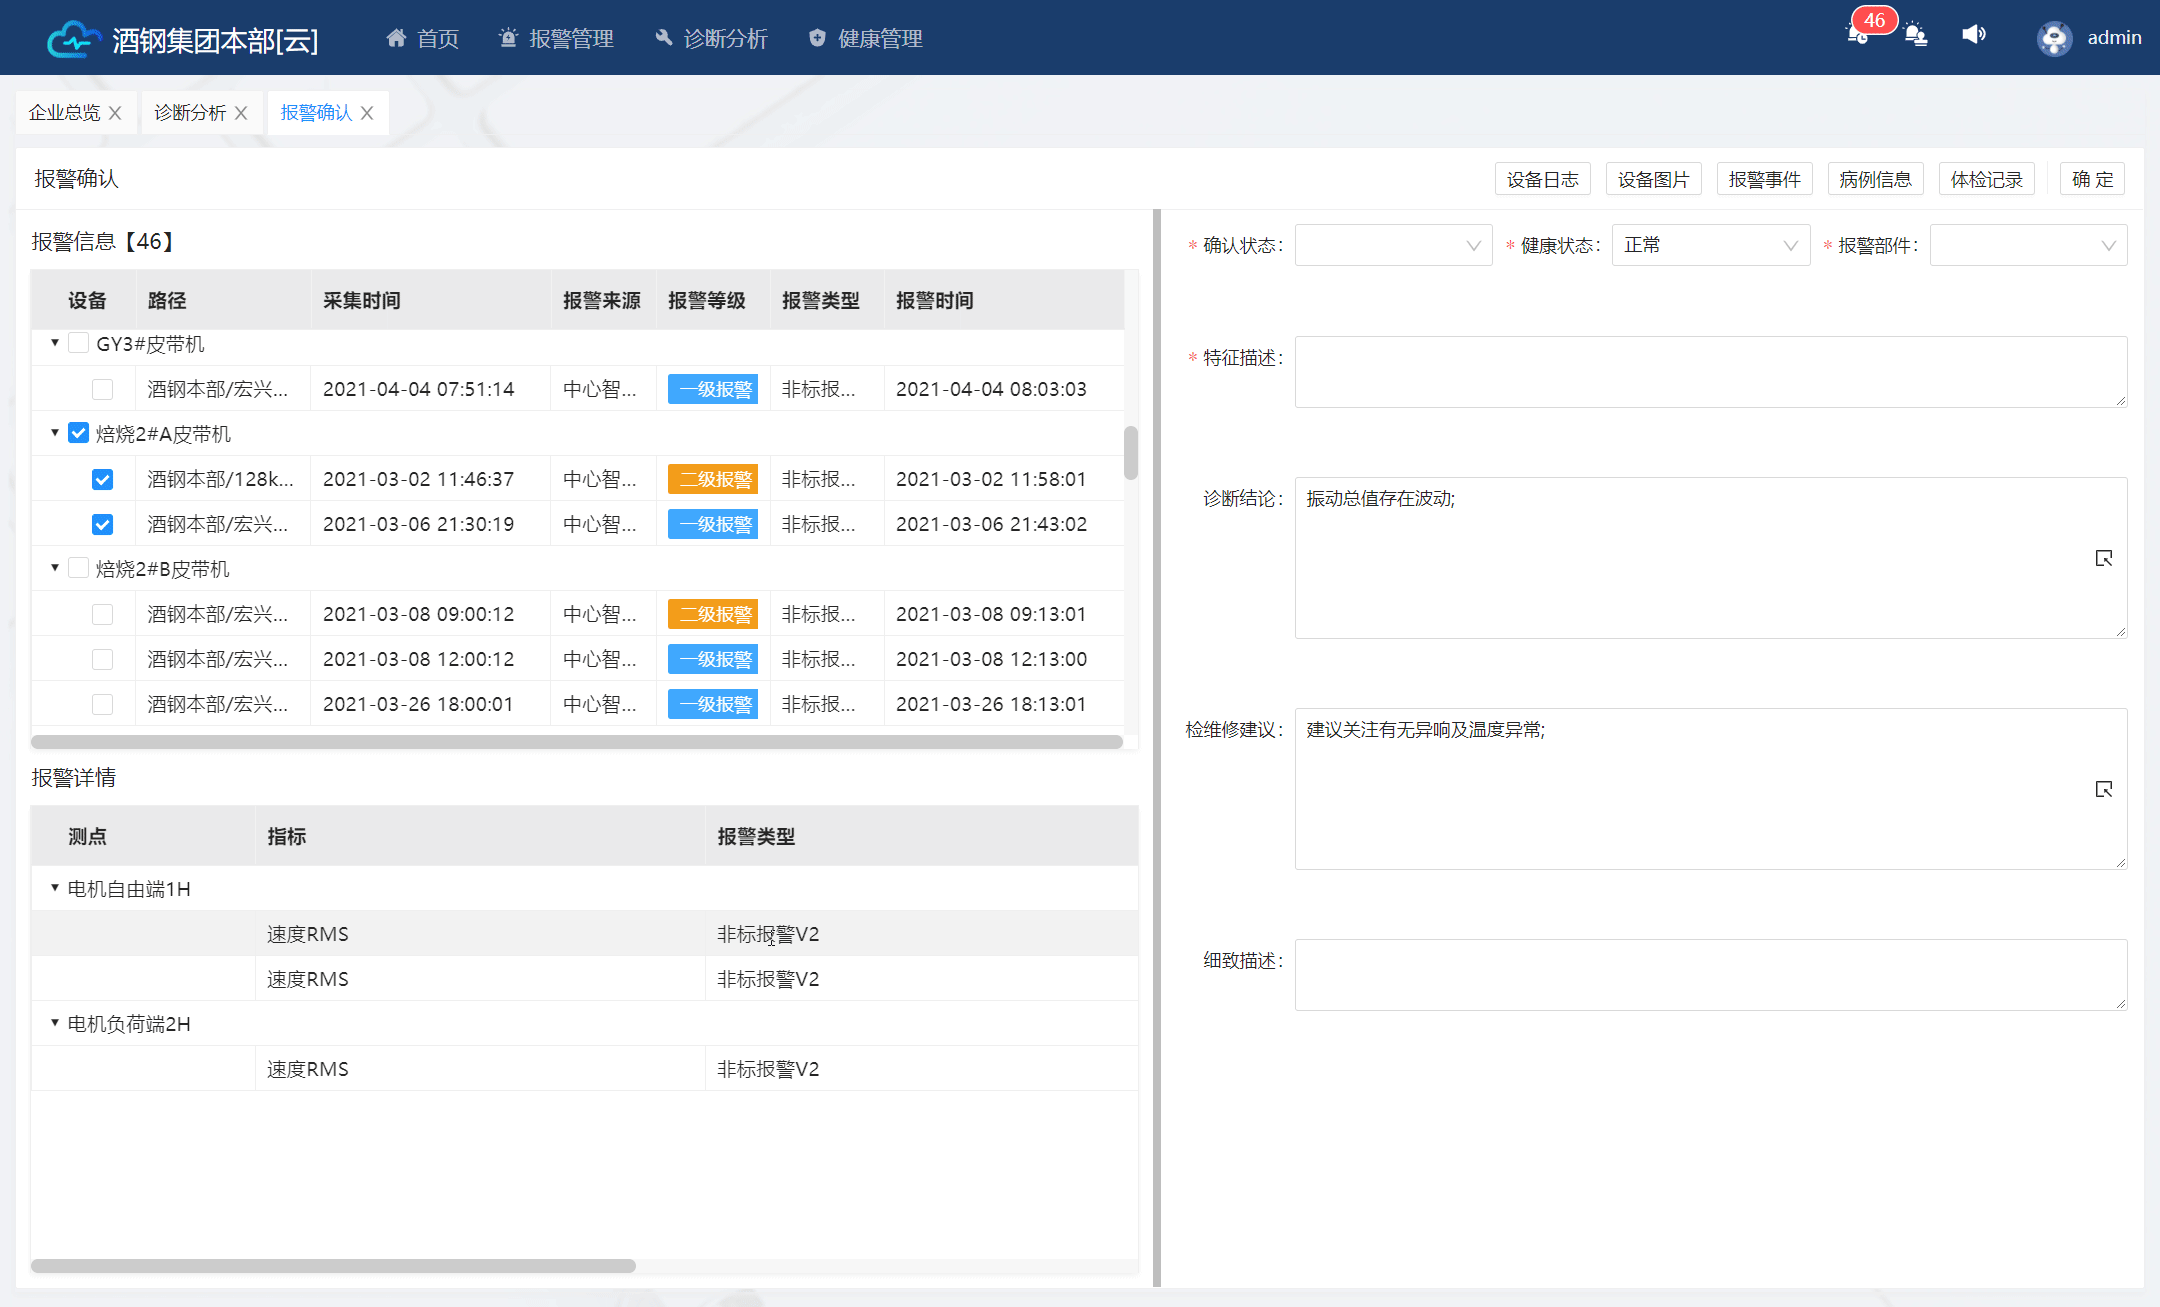 酒钢集团本部[云] 首页 报警管理 诊断分析 健康管理 46 admin
企业总览 诊断分析 报警确认
报警确认 设备日志 设备图片 报警事件 病例信息 体检记录 确 定
报警信息【46】
设备 路径 采集时间 报警来源 报警等级 报警类型 报警时间
GY3#皮带机
酒钢本部/宏兴... 2021-04-04 07:51:14 中心智... 一级报警 非标报... 2021-04-04 08:03:03
焙烧2#A皮带机
酒钢本部/128k... 2021-03-02 11:46:37 中心智... 二级报警 非标报... 2021-03-02 11:58:01
酒钢本部/宏兴... 2021-03-06 21:30:19 中心智... 一级报警 非标报... 2021-03-06 21:43:02
焙烧2#B皮带机
酒钢本部/宏兴... 2021-03-08 09:00:12 中心智... 二级报警 非标报... 2021-03-08 09:13:01
酒钢本部/宏兴... 2021-03-08 12:00:12 中心智... 一级报警 非标报... 2021-03-08 12:13:00
酒钢本部/宏兴... 2021-03-26 18:00:01 中心智... 一级报警 非标报... 2021-03-26 18:13:01
报警详情
测点 指标 报警类型
电机自由端1H
速度RMS 非标报警V2
速度RMS 非标报警V2
电机负荷端2H
速度RMS 非标报警V2
* 确认状态： * 健康状态： 正常 * 报警部件：
* 特征描述：
诊断结论： 振动总值存在波动;
检维修建议： 建议关注有无异响及温度异常;
细致描述：